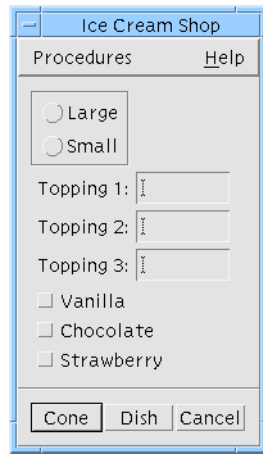 Ice Cream Shop
Procedures Help
Large
Small
Topping 1:
Topping 2:
Topping 3:
Vanilla
Chocolate
Strawberry
Cone Dish Cancel